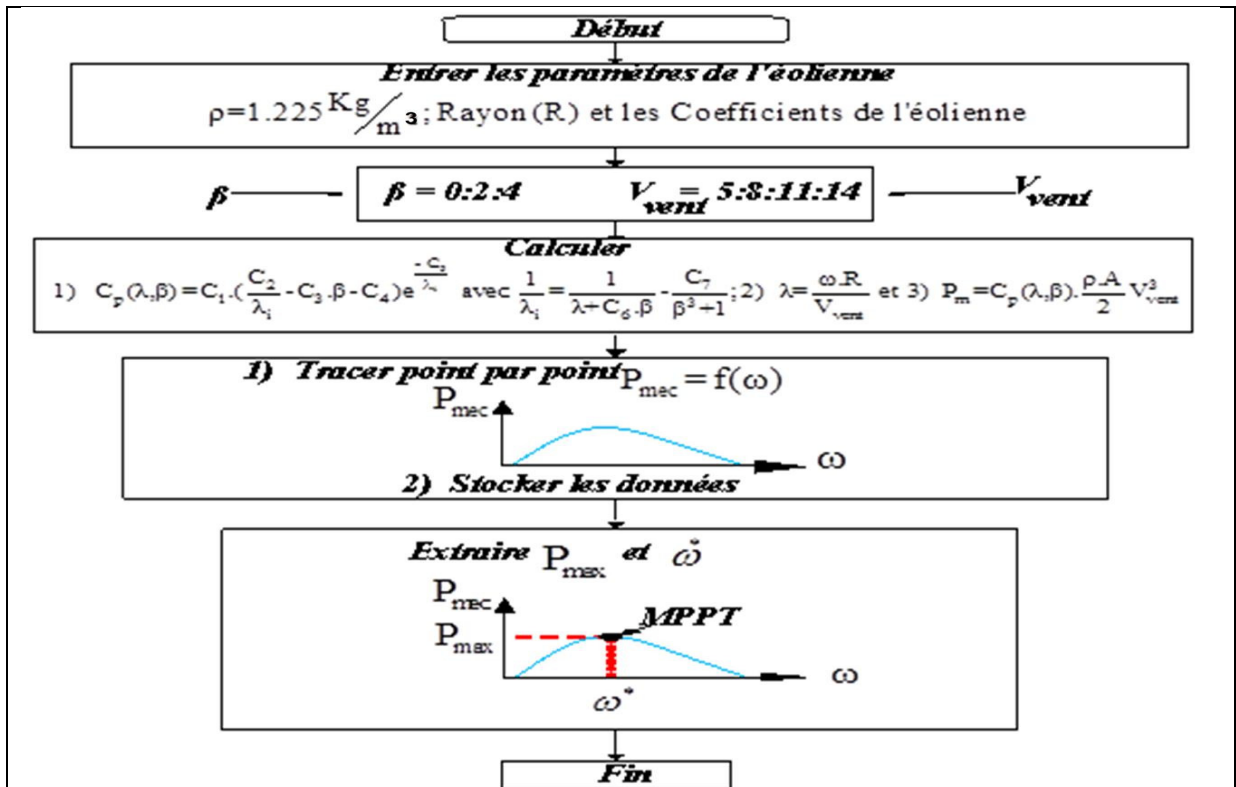 Début
Entrer les paramètres de l'éolienne
ρ=1.225 Kg/m³; Rayon(R) et les Coefficients de l'éolienne
β β = 0:2:4 V_vent = 5:8:11:14 V_vent
Calculer
1) C_p(λ,β)=C_1.(C_2/λ_i-C_3.β-C_4)e avec 1/λ_i=1/(λ+C_6.β)-C_7/(β³+1);2) λ=ω.R/V_vent et 3) P_m=C_p(λ,β).ρ.A/2 V³_vent
1) Tracer point par point P_mec = f(ω)
P_mec
ω
2) Stocker les données
Extraire P_max et ω*
P_mec
MPPT
P_max
ω
ω*
Fin